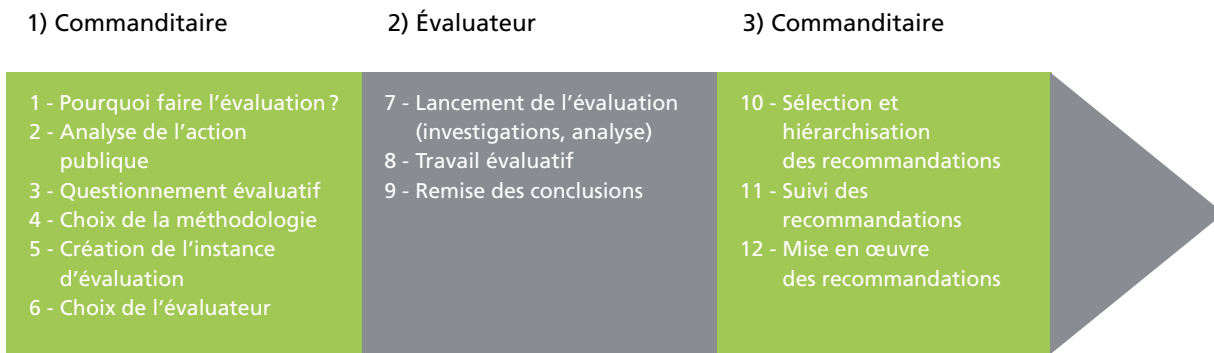 1) Commanditaire
2) Évaluateur
3) Commanditaire
1 - Pourquoi faire l’évaluation ?
2 - Analyse de l’action
publique
3 - Questionnement évaluatif
4 - Choix de la méthodologie
5 - Création de l’instance
d’évaluation
6 - Choix de l’évaluateur
7 - Lancement de l’évaluation
(investigations, analyse)
8 - Travail évaluatif
9 - Remise des conclusions
10 - Sélection et
hiérarchisation
des recommandations
11 - Suivi des
recommandations
12 - Mise en œuvre
des recommandations